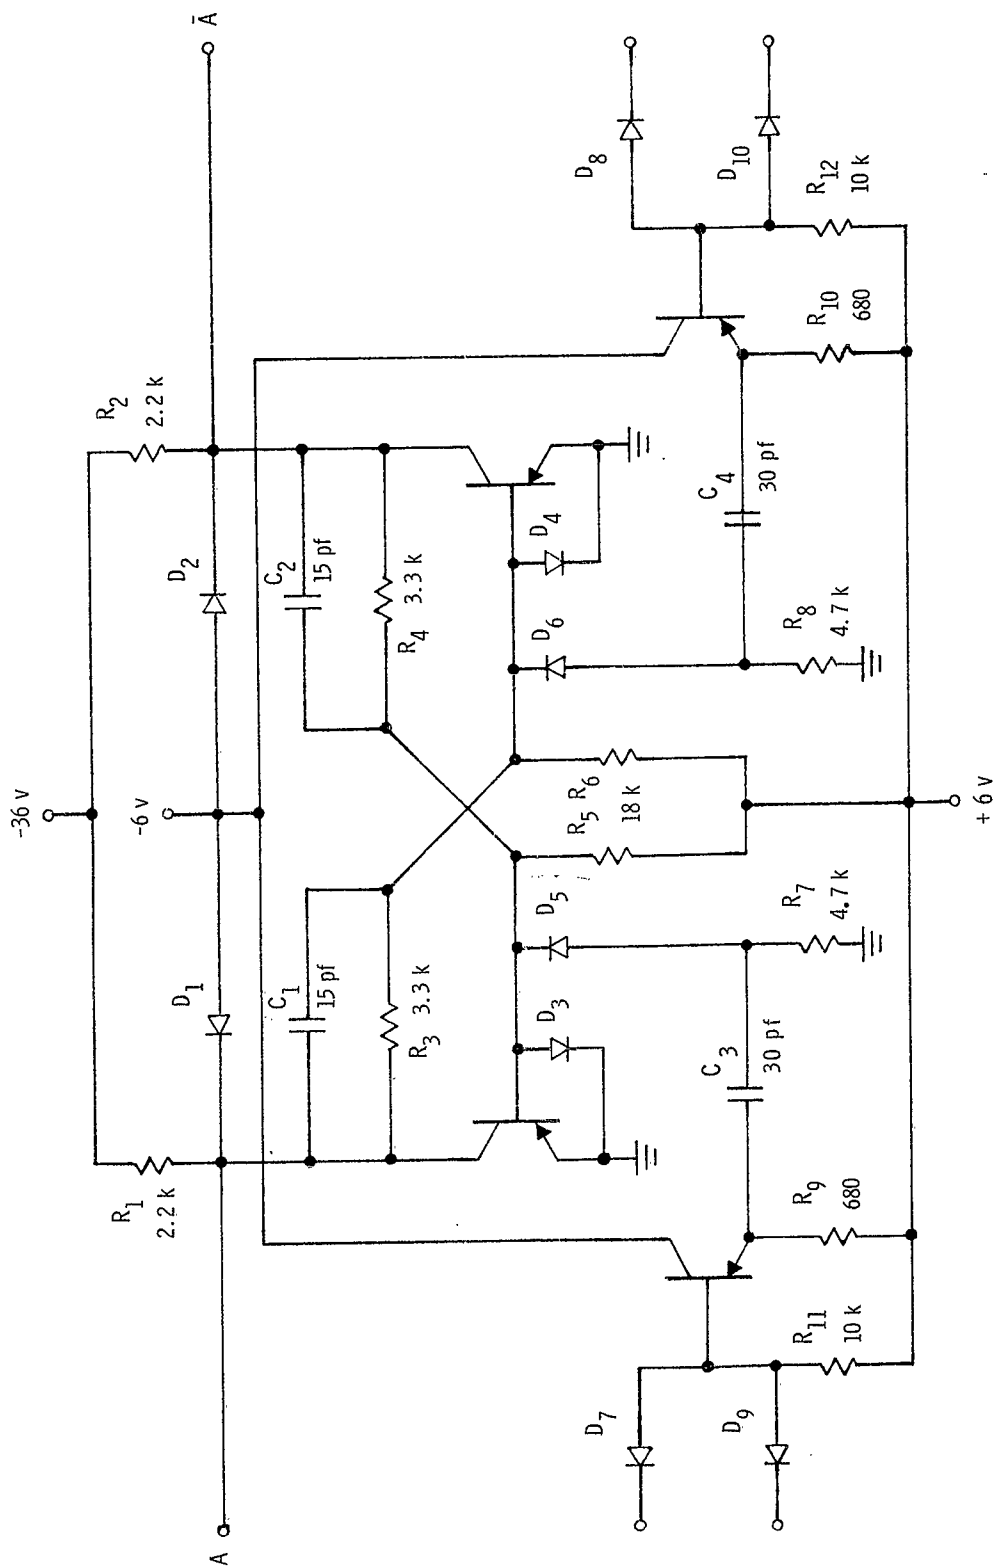 -36 v
R1
2.2 k
R2
2.2 k
-6 v
D1
D2
A
Ā
C1
15 pf
C2
15 pf
R3
3.3 k
R4
3.3 k
D3
D5
D6
D4
R5 R6
18 k
D7
D9
D8
D10
C3
30 pf
C4
30 pf
R11
10 k
R9
680
R7
4.7 k
R8
4.7 k
R10
680
R12
10 k
+6 v